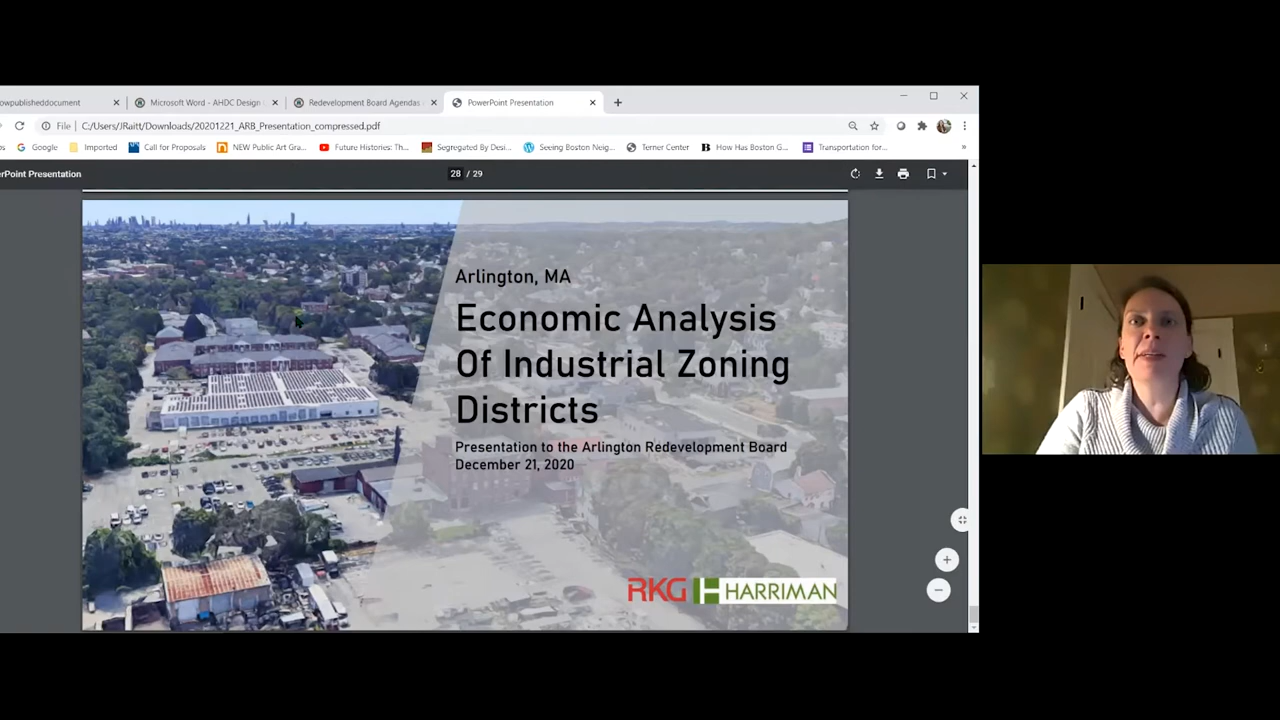 owpublisheddocument
Microsoft Word - AHDC Design
Redevelopment Board Agendas
PowerPoint Presentation
File | C:/Users/JRaitt/Downloads/20201221_ARB_Presentation_compressed.pdf
ps
Google
Imported
Call for Proposals
NEW Public Art Gra...
Future Histories: Th...
Segregated By Desi...
Seeing Boston Neig...
Terner Center
How Has Boston G...
Transportation for...
»
erPoint Presentation
28 / 29
Arlington, MA
Economic Analysis
Of Industrial Zoning
Districts
Presentation to the Arlington Redevelopment Board
December 21, 2020
RKG HARRIMAN